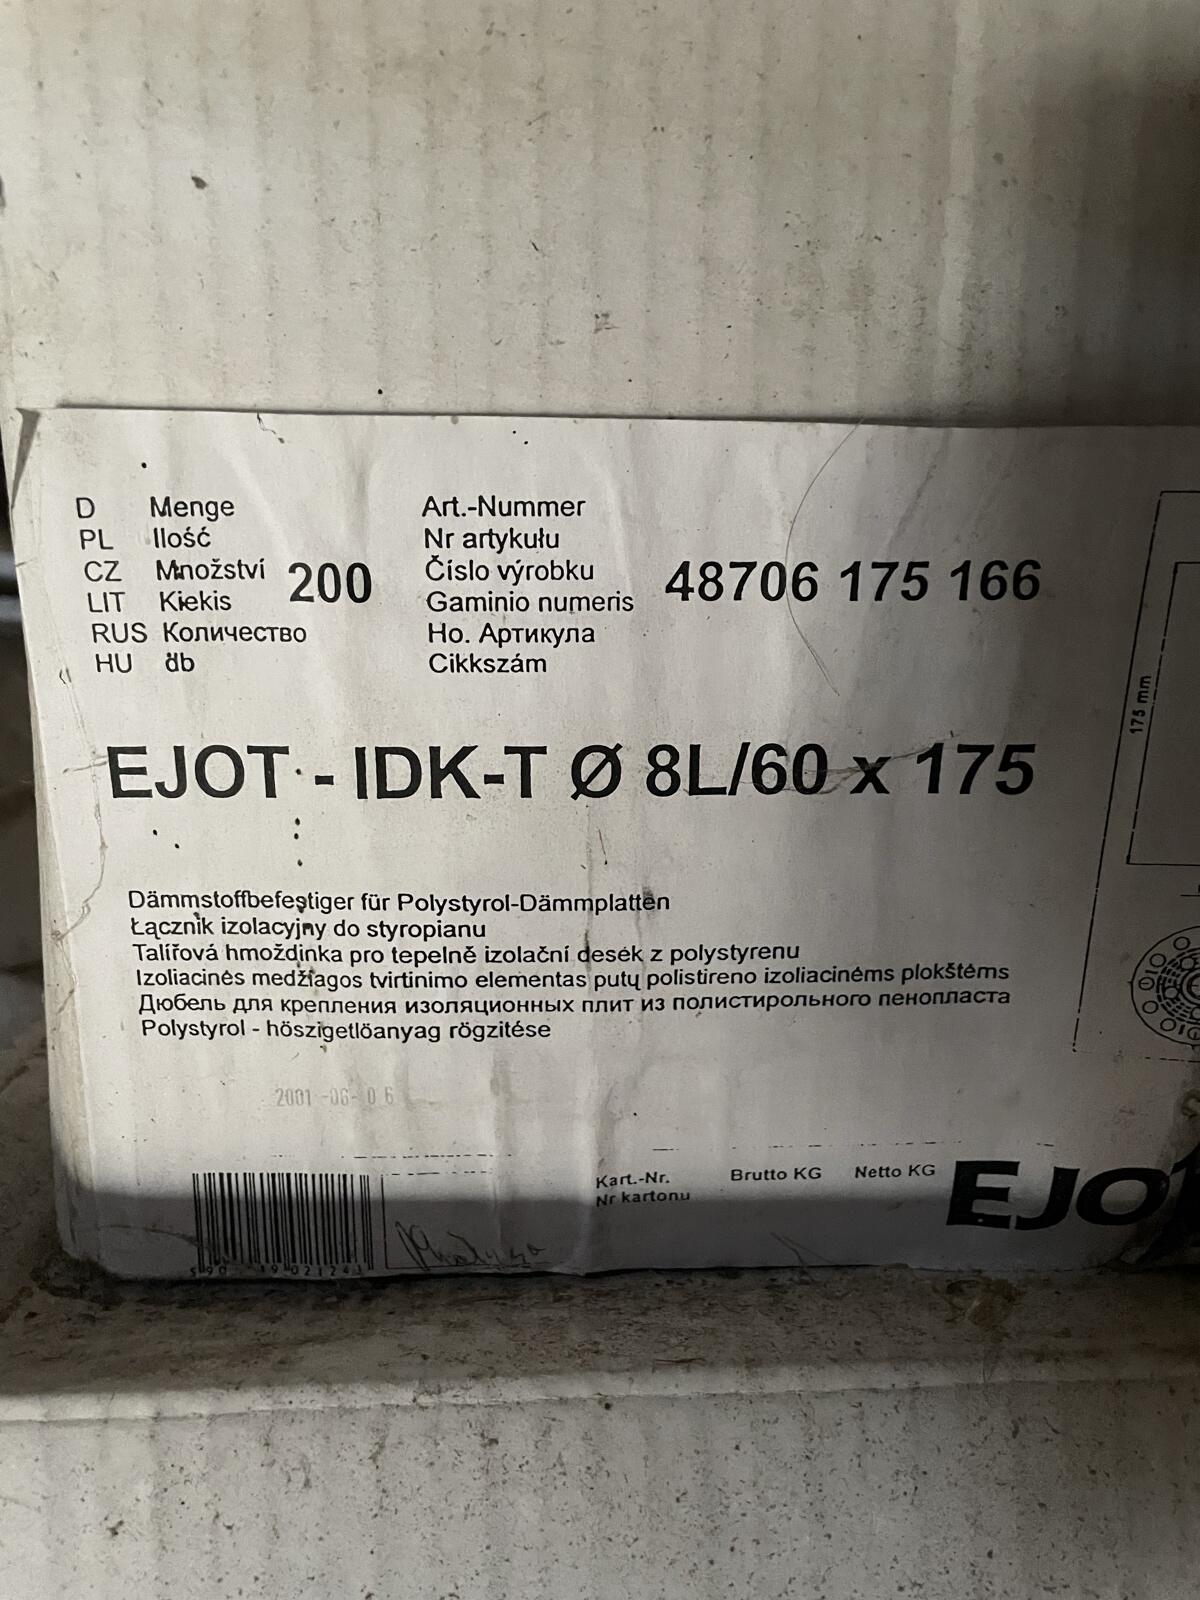 D Menge
PL Ilość
CZ Množství
LIT Kiekis
RUS Количество
HU db
200
Art.-Nummer
Nr artykułu
Číslo výrobku
Gaminio numeris
Но. Артикула
Cikkszám
48706 175 166
175 mm
EJOT - IDK-T Ø 8L/60 x 175
Dämmstoffbefestiger für Polystyrol-Dämmplatten
Łącznik izolacyjny do styropianu
Talířová hmoždinka pro tepelně izolační desek z polystyrenu
Izoliacinės medžiagos tvirtinimo elementas putų polistireno izoliacinėms plokštėms
Дюбель для крепления изоляционных плит из полистирольного пенопласта
Polystyrol - höszigetlöanyag rögzitése
2001 -06- 06
Kart.-Nr.
Nr kartonu
Brutto KG
Netto KG
EJOT